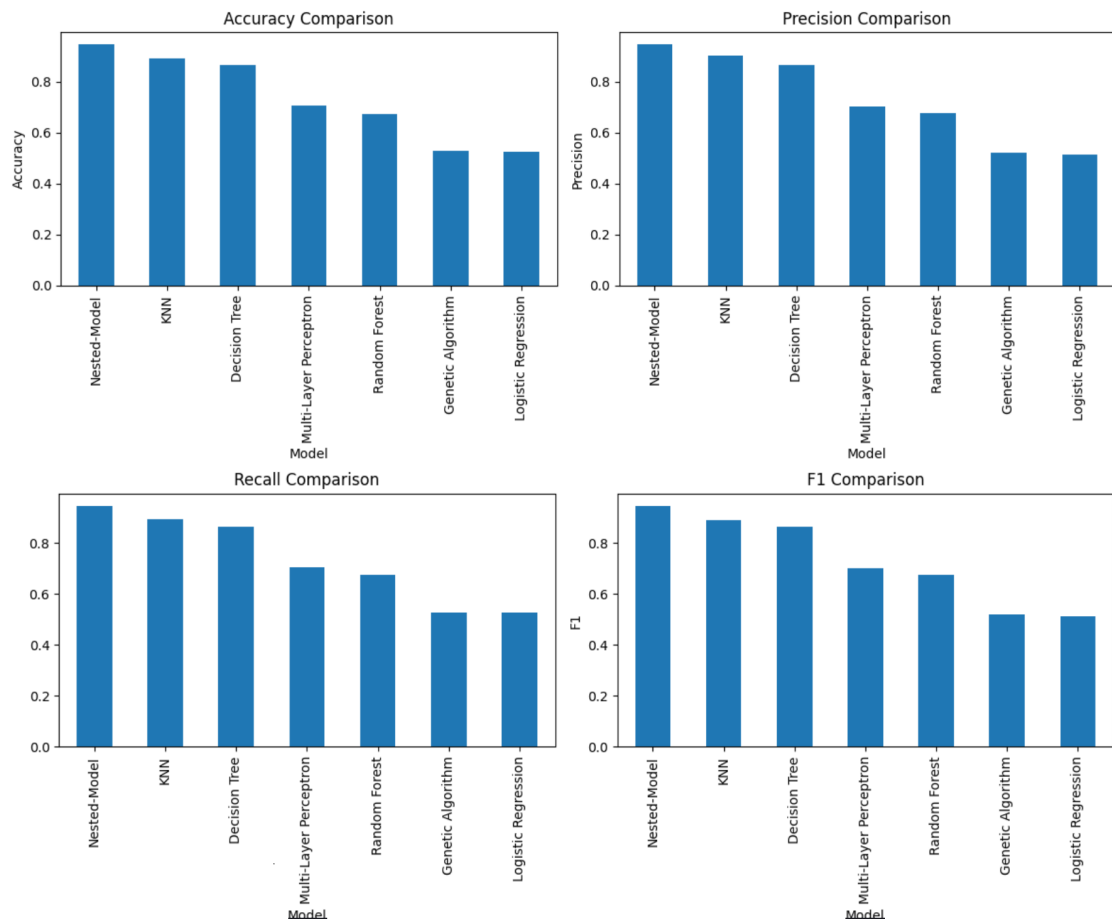 Accuracy Comparison
Accuracy
0.8
0.6
0.4
0.2
0.0
Nested-Model
KNN
Decision Tree
Multi-Layer Perceptron
Random Forest
Genetic Algorithm
Logistic Regression
Model
Precision Comparison
Precision
0.8
0.6
0.4
0.2
0.0
Nested-Model
KNN
Decision Tree
Multi-Layer Perceptron
Random Forest
Genetic Algorithm
Logistic Regression
Model
Recall Comparison
0.8
0.6
0.4
0.2
0.0
Nested-Model
KNN
Decision Tree
Multi-Layer Perceptron
Random Forest
Genetic Algorithm
Logistic Regression
Model
F1 Comparison
F1
0.8
0.6
0.4
0.2
0.0
Nested-Model
KNN
Decision Tree
Multi-Layer Perceptron
Random Forest
Genetic Algorithm
Logistic Regression
Model